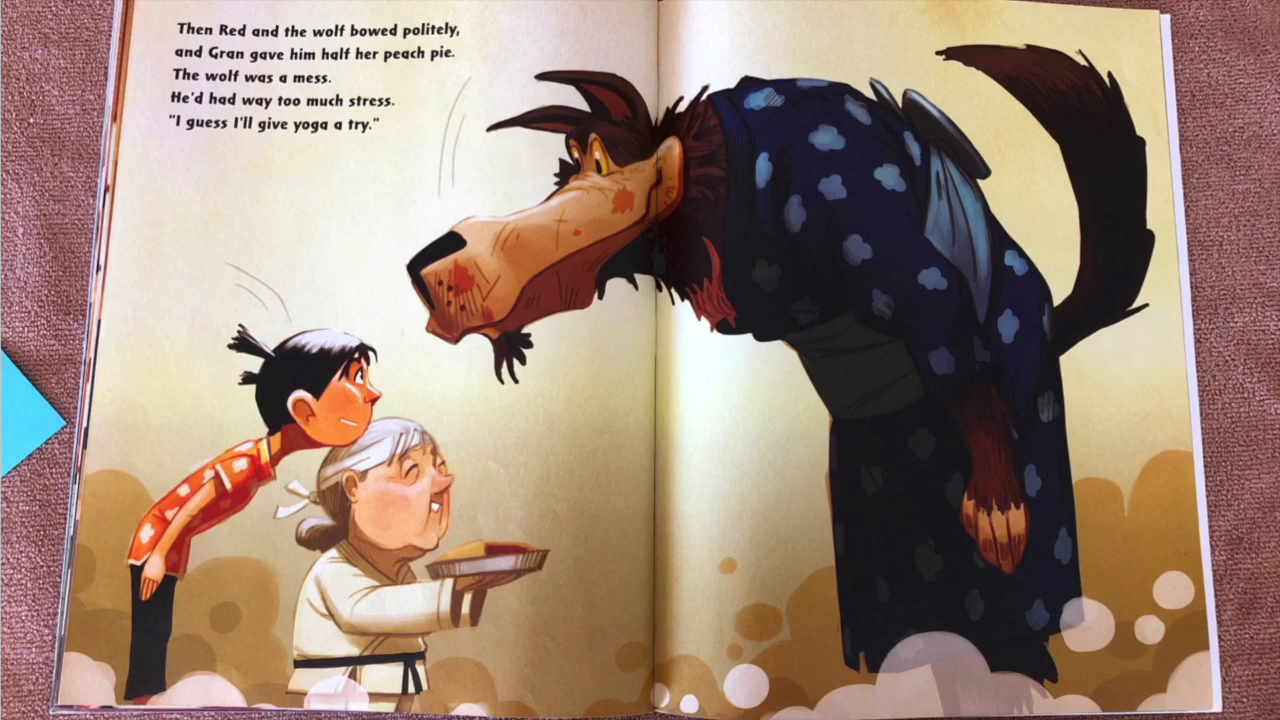 Then Red and the wolf bowed politely,
and Gran gave him half her peach pie.
The wolf was a mess.
He'd had way too much stress.
"I guess I'll give yoga a try."